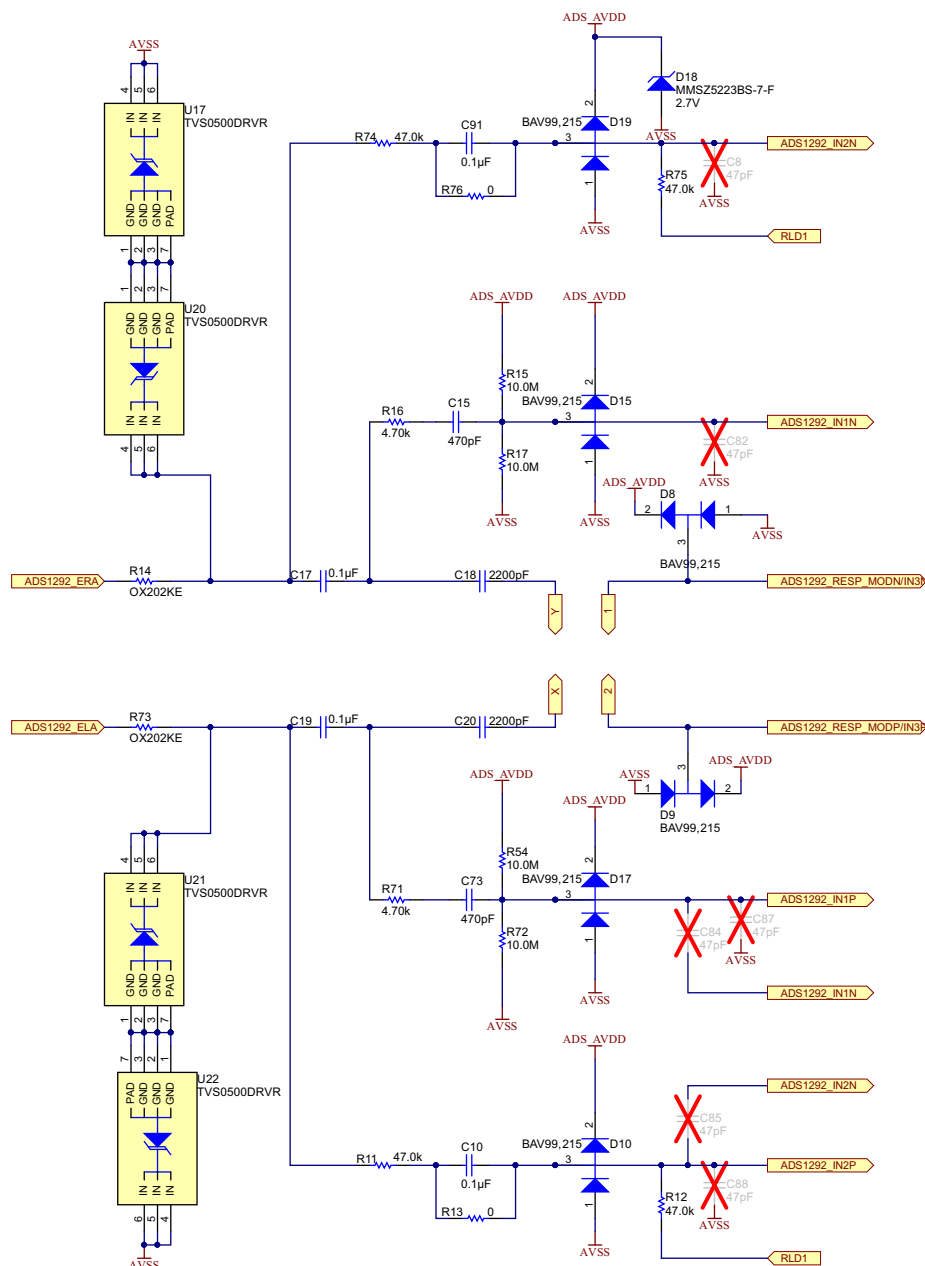 ADS_AVDD
AVSS
4
5
6
IN
IN
IN
U17
TVS0500DRVR
GND
GND
GND
PAD
1
2
3
7
D18
MMSZ5223BS-7-F
2.7V
AVSS
2
BAV99,215
D19
3
1
AVSS
R74
47.0k
C91
0.1µF
R76
0
R75
47.0k
C8
47pF
AVSS
ADS1292_IN2N
RLD1
1
2
3
7
GND
GND
GND
PAD
U20
TVS0500DRVR
IN
IN
IN
4
5
6
ADS_AVDD
ADS_AVDD
R15
10.0M
2
BAV99,215
D15
3
1
AVSS
R16
4.70k
C15
470pF
R17
10.0M
AVSS
C82
47pF
AVSS
ADS1292_IN1N
ADS_AVDD
D8
2
1
3
AVSS
BAV99,215
ADS1292_ERA
R14
OX202KE
C17
0.1µF
C18
2200pF
Y
1
ADS1292_RESP_MODN/IN3
X
2
ADS1292_ELA
R73
OX202KE
C19
0.1µF
C20
2200pF
ADS1292_RESP_MODP/IN3
3
AVSS
ADS_AVDD
1
2
D9
BAV99,215
4
5
6
IN
IN
IN
U21
TVS0500DRVR
GND
GND
GND
PAD
1
2
3
7
ADS_AVDD
ADS_AVDD
R54
10.0M
2
BAV99,215
D17
3
1
AVSS
R71
4.70k
C73
470pF
R72
10.0M
AVSS
C84
47pF
C87
47pF
AVSS
ADS1292_IN1P
ADS1292_IN1N
7
3
2
1
PAD
GND
GND
GND
U22
TVS0500DRVR
IN
IN
IN
6
5
4
AVSS
ADS_AVDD
2
BAV99,215
D10
3
1
AVSS
R11
47.0k
C10
0.1µF
R13
0
ADS1292_IN2N
C85
47pF
ADS1292_IN2P
C88
47pF
AVSS
R12
47.0k
RLD1